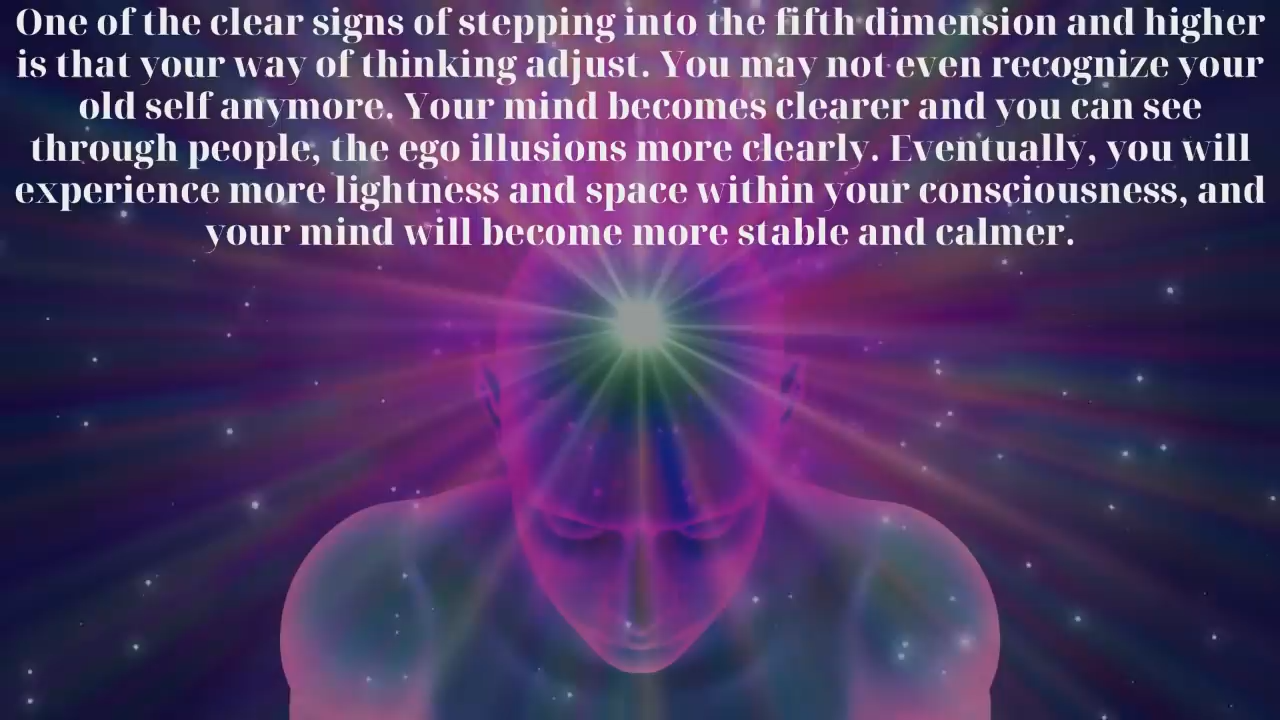 One of the clear signs of stepping into the fifth dimension and higher
is that your way of thinking adjust. You may not even recognize your
old self anymore. Your mind becomes clearer and you can see
through people, the ego illusions more clearly. Eventually, you will
experience more lightness and space within your consciousness, and
your mind will become more stable and calmer.